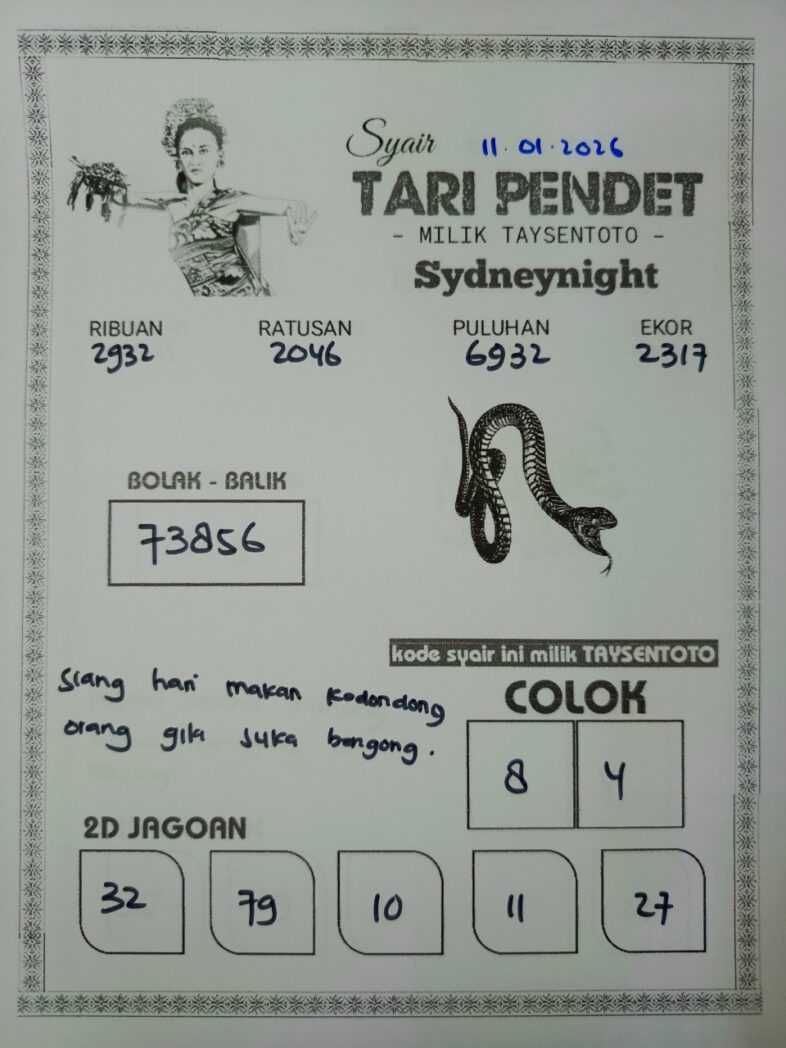 Syair 11.01.2026
TARI PENDET
- MILIK TAYSENTOTO -
Sydneynight
RIBUAN RATUSAN PULUHAN EKOR
2932 2046 6932 2317
BOLAK - BALIK
73856
kode syair ini milik TAYSENTOTO
Siang hari makan kedondong
orang gila suka bengong.
COLOK
8 4
2D JAGOAN
32 79 10 11 27